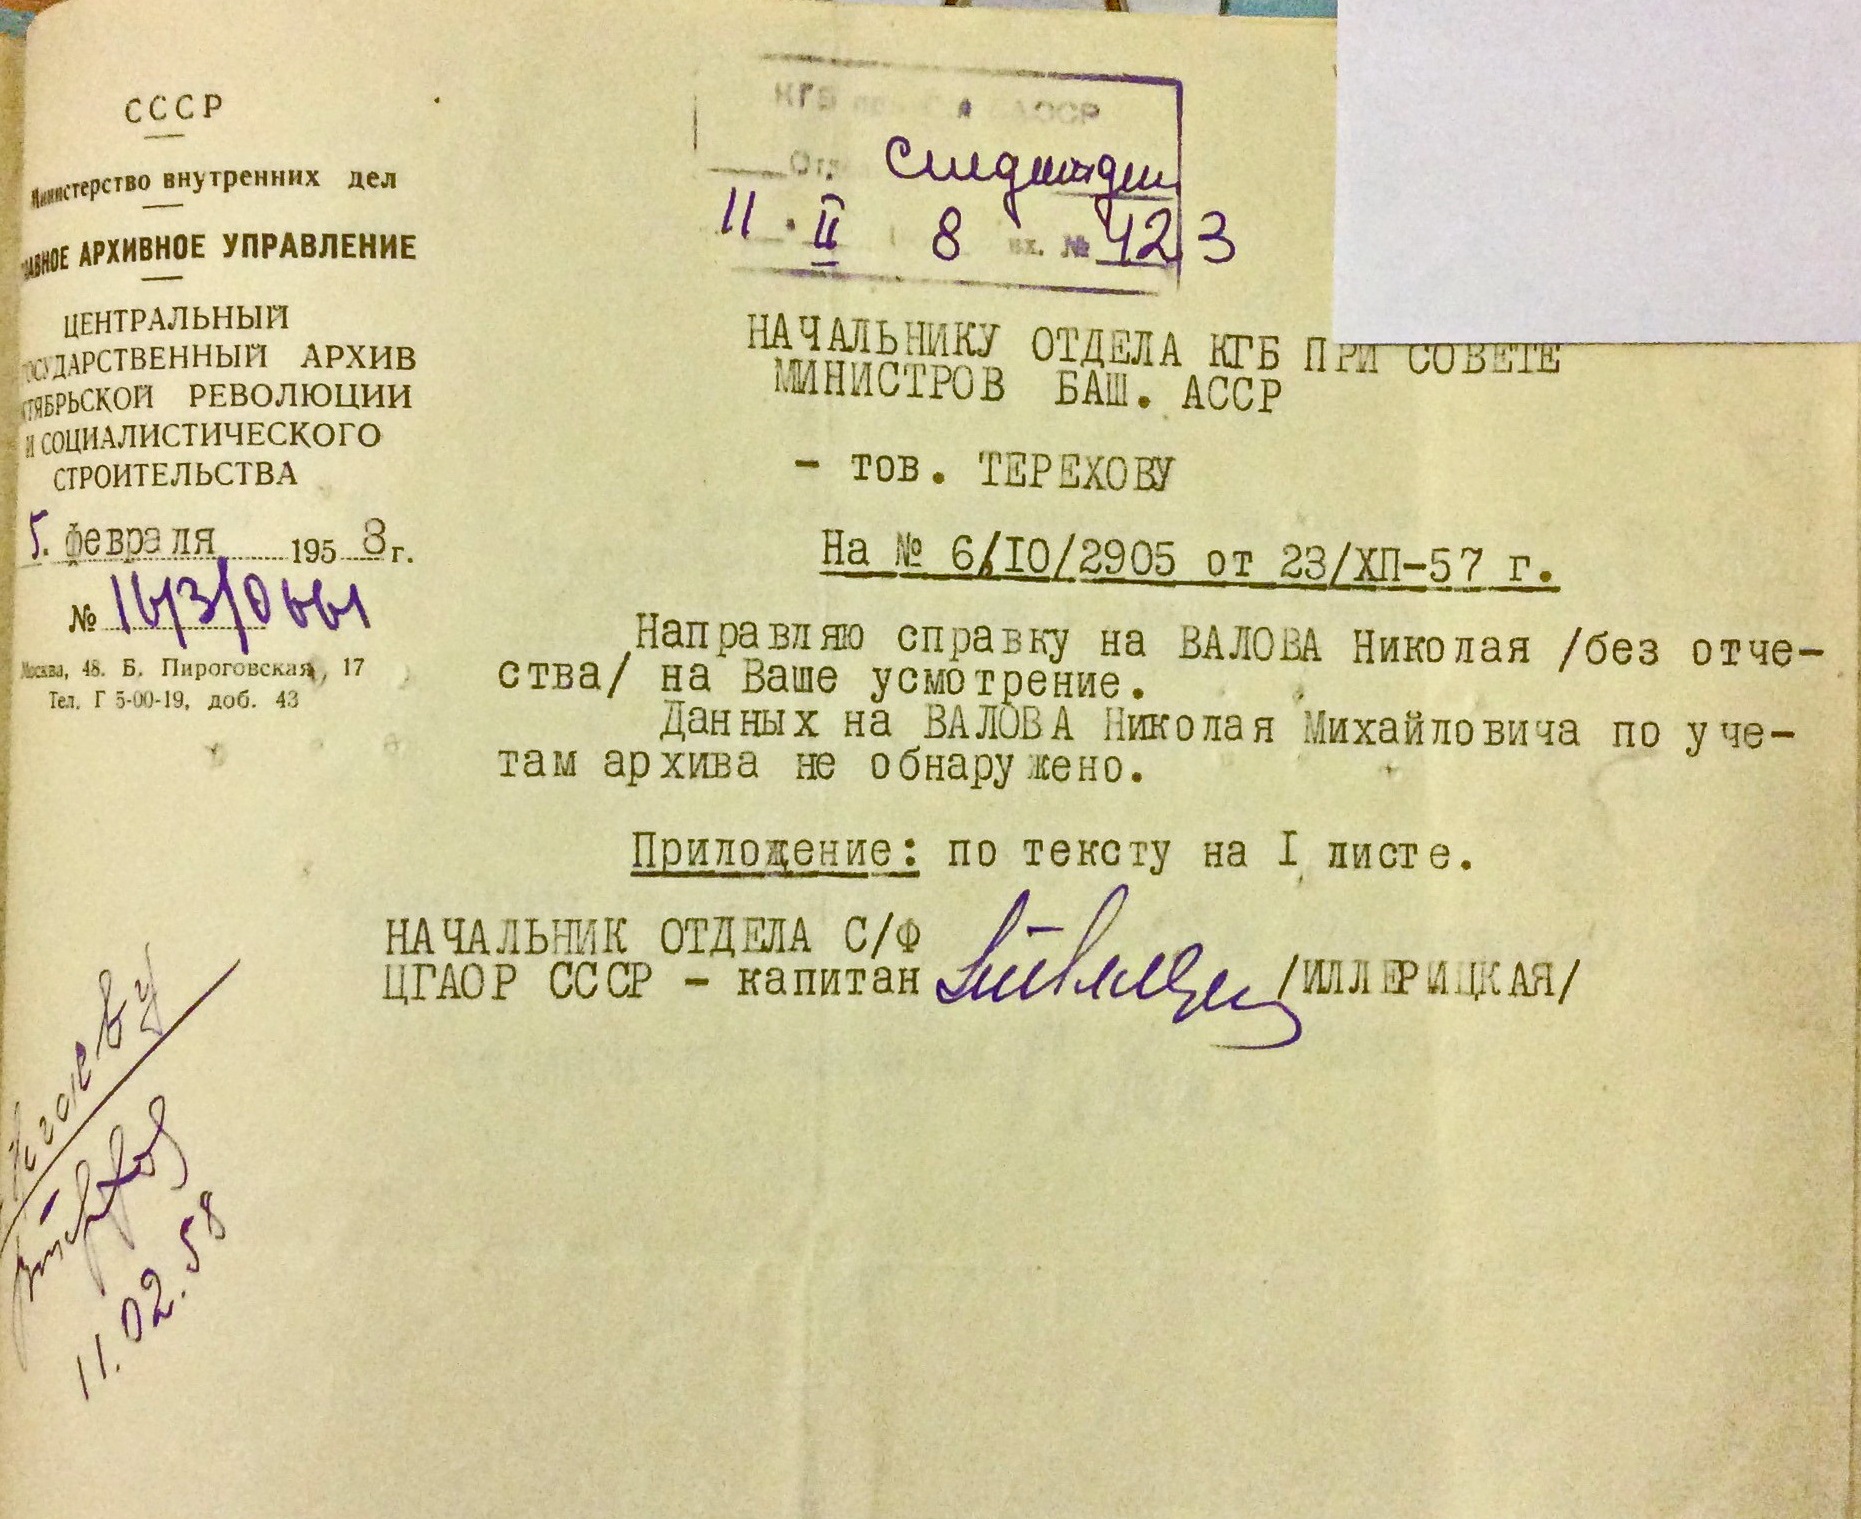 СССР
Министерство внутренних дел
ГЛАВНОЕ АРХИВНОЕ УПРАВЛЕНИЕ
ЦЕНТРАЛЬНЫЙ
ГОСУДАРСТВЕННЫЙ АРХИВ
ОКТЯБРЬСКОЙ РЕВОЛЮЦИИ
И СОЦИАЛИСТИЧЕСКОГО
СТРОИТЕЛЬСТВА
5. февраля 1958 г.
№
Москва, 48. Б. Пироговская, 17
Тел. Г 5-00-19, доб. 43
КГБ БАССР
11.II 8 вх. № 423
НАЧАЛЬНИКУ ОТДЕЛА КГБ ПРИ СОВЕТЕ
МИНИСТРОВ БАШ. АССР
- тов. ТЕРЕХОВУ
На № 6/IO/2905 от 23/ХП-57 г.
Направляю справку на ВАЛОВА Николая /без отче-
ства/ на Ваше усмотрение.
Данных на ВАЛОВА Николая Михайловича по уче-
там архива не обнаружено.
Приложение: по тексту на I листе.
НАЧАЛЬНИК ОТДЕЛА С/Ф
ЦГАОР СССР - капитан /ИЛЛЕРИЦКАЯ/
11.02.58